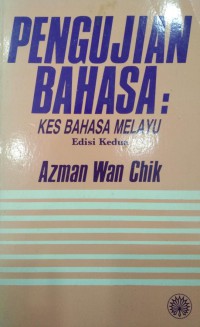 PENGUJIAN
BAHASA:
KES BAHASA MELAYU
Edisi Kedua
Azman Wan Chik